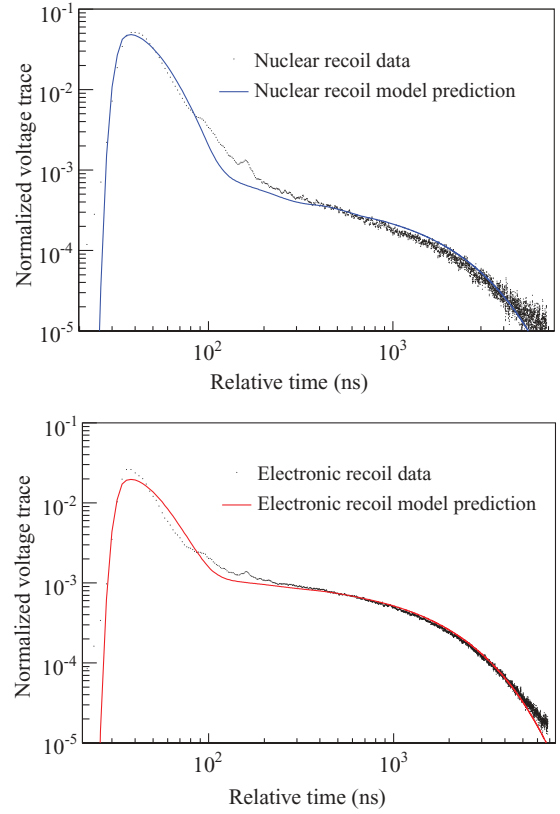 10⁻¹
Nuclear recoil data
Nuclear recoil model prediction
10⁻²
10⁻³
10⁻⁴
10⁻⁵
Normalized voltage trace
10²
10³
Relative time (ns)
10⁻¹
Electronic recoil data
Electronic recoil model prediction
10⁻²
10⁻³
10⁻⁴
10⁻⁵
Normalized voltage trace
10²
10³
Relative time (ns)